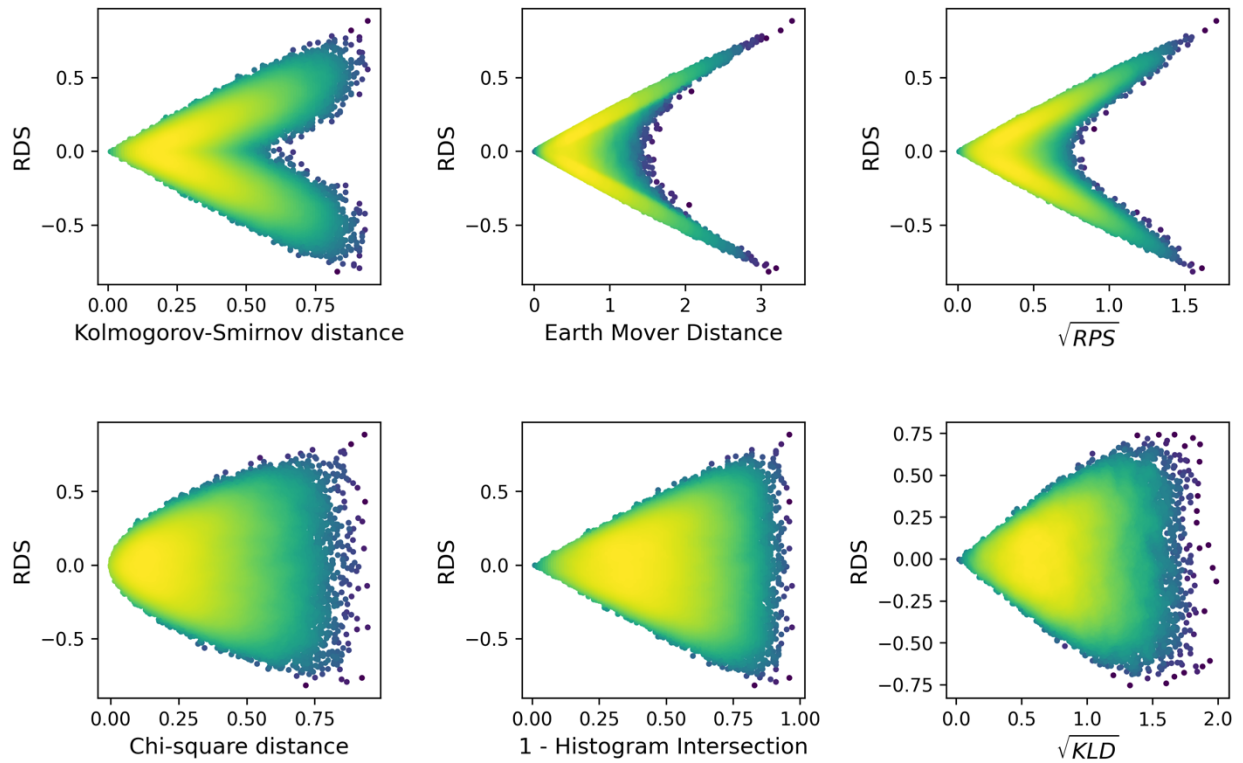 RDS
0.5
0.0
−0.5
0.00 0.25 0.50 0.75
Kolmogorov-Smirnov distance
RDS
0.5
0.0
−0.5
0 1 2 3
Earth Mover Distance
RDS
0.5
0.0
−0.5
0.0 0.5 1.0 1.5
√RPS
RDS
0.5
0.0
−0.5
0.00 0.25 0.50 0.75
Chi-square distance
RDS
0.5
0.0
−0.5
0.00 0.25 0.50 0.75 1.00
1 - Histogram Intersection
RDS
0.75
0.50
0.25
0.00
−0.25
−0.50
−0.75
0.0 0.5 1.0 1.5 2.0
√KLD